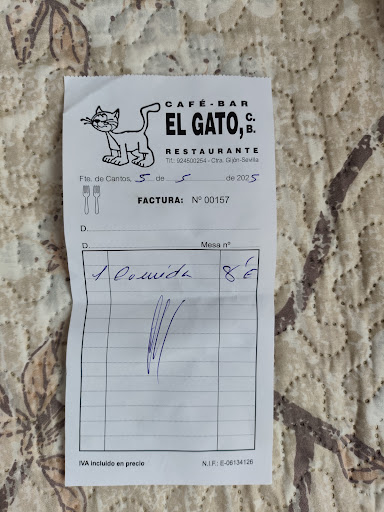 CAFÉ-BAR
EL GATO, C.B.
RESTAURANTE
Tlf.: 924500254 - Ctra. Gijón-Sevilla
Fte. de Cantos, 5 de 5 de 2025
FACTURA: Nº 00157
D.
D. Mesa nº
1 Comida 8'€
IVA incluido en precio N.I.F.: E-06134126